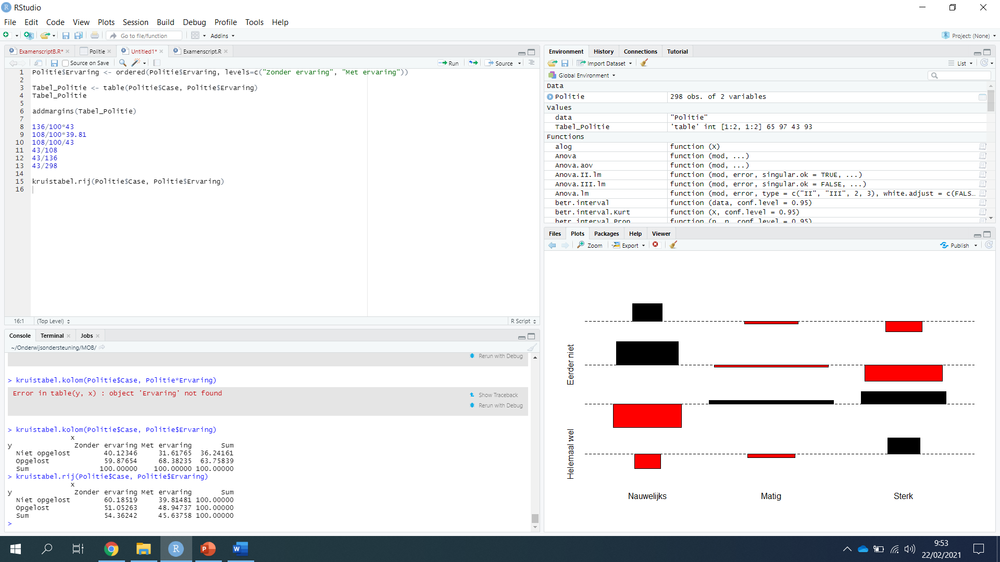 RStudio
File Edit Code View Plots Session Build Debug Profile Tools Help
Go to file/function Addins Project: (None)
ExamenscriptB.R* Politie Untitled1* Examenscript.R
Source on Save Run Source
1 Politie$Ervaring <- ordered(Politie$Ervaring, levels=c("Zonder ervaring", "Met ervaring"))
2
3 Tabel_Politie <- table(Politie$Case, Politie$Ervaring)
4 Tabel_Politie
5
6 addmargins(Tabel_Politie)
7
8 136/100*43
9 108/100*39.81
10 108/100/43
11 43/108
12 43/136
13 43/298
14
15 kruistabel.rij(Politie$Case, Politie$Ervaring)
16
16:1 (Top Level) R Script
Console Terminal Jobs
~/Onderwijsondersteuning/MOB/
Rerun with Debug
> kruistabel.kolom(Politie$Case, Politie*Ervaring)
Error in table(y, x) : object 'Ervaring' not found
Show Traceback
Rerun with Debug
> kruistabel.kolom(Politie$Case, Politie$Ervaring)
x
y Zonder ervaring Met ervaring Sum
Niet opgelost 40.12346 31.61765 36.24161
Opgelost 59.87654 68.38235 63.75839
Sum 100.00000 100.00000 100.00000
> kruistabel.rij(Politie$Case, Politie$Ervaring)
x
y Zonder ervaring Met ervaring Sum
Niet opgelost 60.18519 39.81481 100.00000
Opgelost 51.05263 48.94737 100.00000
Sum 54.36242 45.63758 100.00000
>
Environment History Connections Tutorial
Import Dataset List
Global Environment
Data
Politie 298 obs. of 2 variables
Values
data "Politie"
Tabel_Politie 'table' int [1:2, 1:2] 65 97 43 93
Functions
alog function (x)
Anova function (mod, ...)
Anova.aov function (mod, ...)
Anova.II.lm function (mod, error, singular.ok = TRUE, ...)
Anova.III.lm function (mod, error, singular.ok = FALSE, ...)
Anova.lm function (mod, error, type = c("II", "III", 2, 3), white.adjust = c(FALS…
betr.interval function (data, conf.level = 0.95)
betr.interval.Kurt function (x, conf.level = 0.95)
betr.interval.Prop function (p, n, conf.level = 0.95)
Files Plots Packages Help Viewer
Zoom Export Publish
Eerder niet
Helemaal wel
Nauwelijks Matig Sterk
9:53
22/02/2021